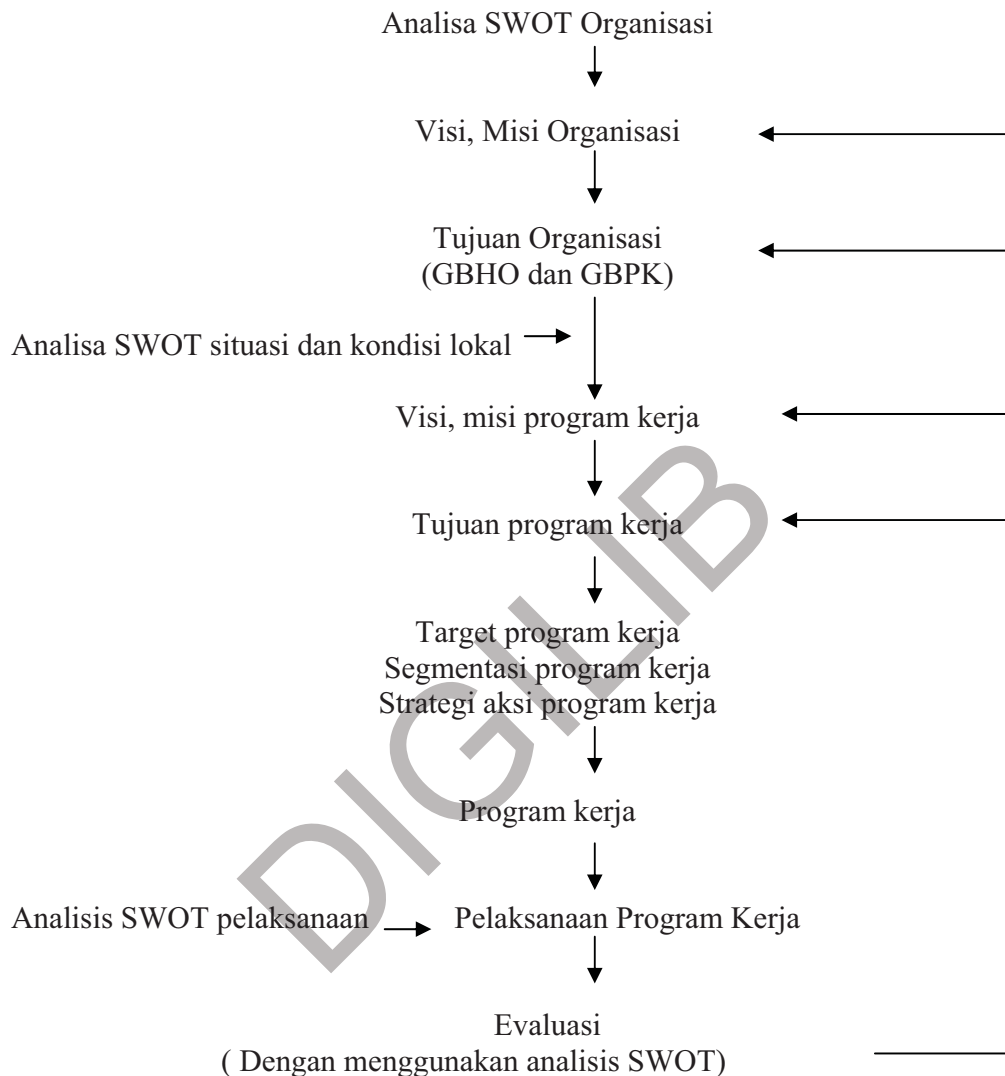 Analisa SWOT Organisasi
Visi, Misi Organisasi
Tujuan Organisasi
(GBHO dan GBPK)
Analisa SWOT situasi dan kondisi lokal
Visi, misi program kerja
Tujuan program kerja
Target program kerja
Segmentasi program kerja
Strategi aksi program kerja
Program kerja
Analisis SWOT pelaksanaan
Pelaksanaan Program Kerja
Evaluasi
( Dengan menggunakan analisis SWOT)
DIGILIB